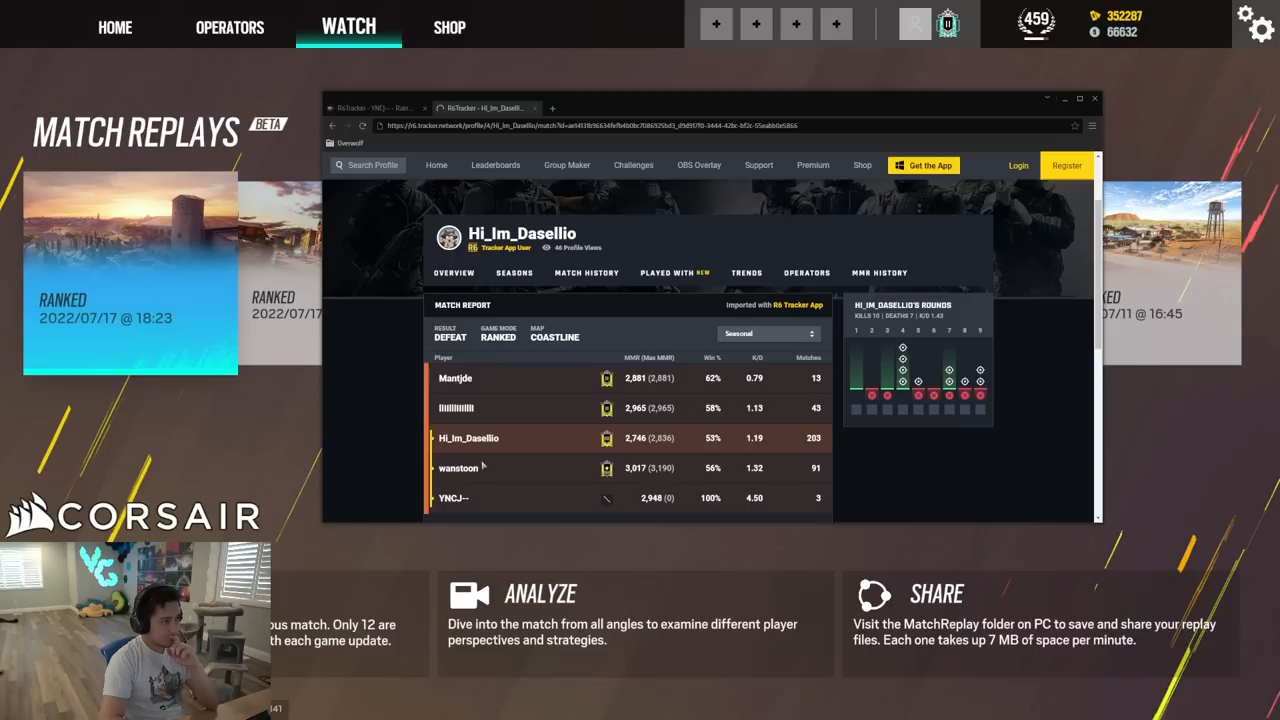 HOME
OPERATORS
WATCH
SHOP
459
352287
66632
MATCH REPLAYS BETA
RANKED
2022/07/17 @ 18:23
RANKED
2022/07/17
@ 16:45
R6Tracker - YNCJ-- - Rain...
R6Tracker - Hi_Im_Daselli...
Overwolf
Search Profile
Home
Leaderboards
Group Maker
Challenges
OBS Overlay
Support
Premium
Shop
Get the App
Login
Register
Hi_Im_Dasellio
R6 Tracker App User
46 Profile Views
OVERVIEW
SEASONS
MATCH HISTORY
PLAYED WITH NEW
TRENDS
OPERATORS
MMR HISTORY
MATCH REPORT
Imported with R6 Tracker App
RESULT GAME MODE MAP
DEFEAT RANKED COASTLINE
Seasonal
Player MMR (Max MMR) Win % K/D Matches
Mantjde 2,881 (2,881) 62% 0.79 13
2,965 (2,965) 58% 1.13 43
Hi_Im_Dasellio 2,746 (2,836) 53% 1.19 203
wanstoon 3,017 (3,190) 56% 1.32 91
YNCJ-- 2,948 (0) 100% 4.50 3
HI_IM_DASELLIO'S ROUNDS
KILLS 10 | DEATHS 7 | K/D 1.43
1 2 3 4 5 6 7 8 9
CORSAIR
VG
ous match. Only 12 are
th each game update.
ANALYZE
Dive into the match from all angles to examine different player
perspectives and strategies.
SHARE
Visit the MatchReplay folder on PC to save and share your replay
files. Each one takes up 7 MB of space per minute.